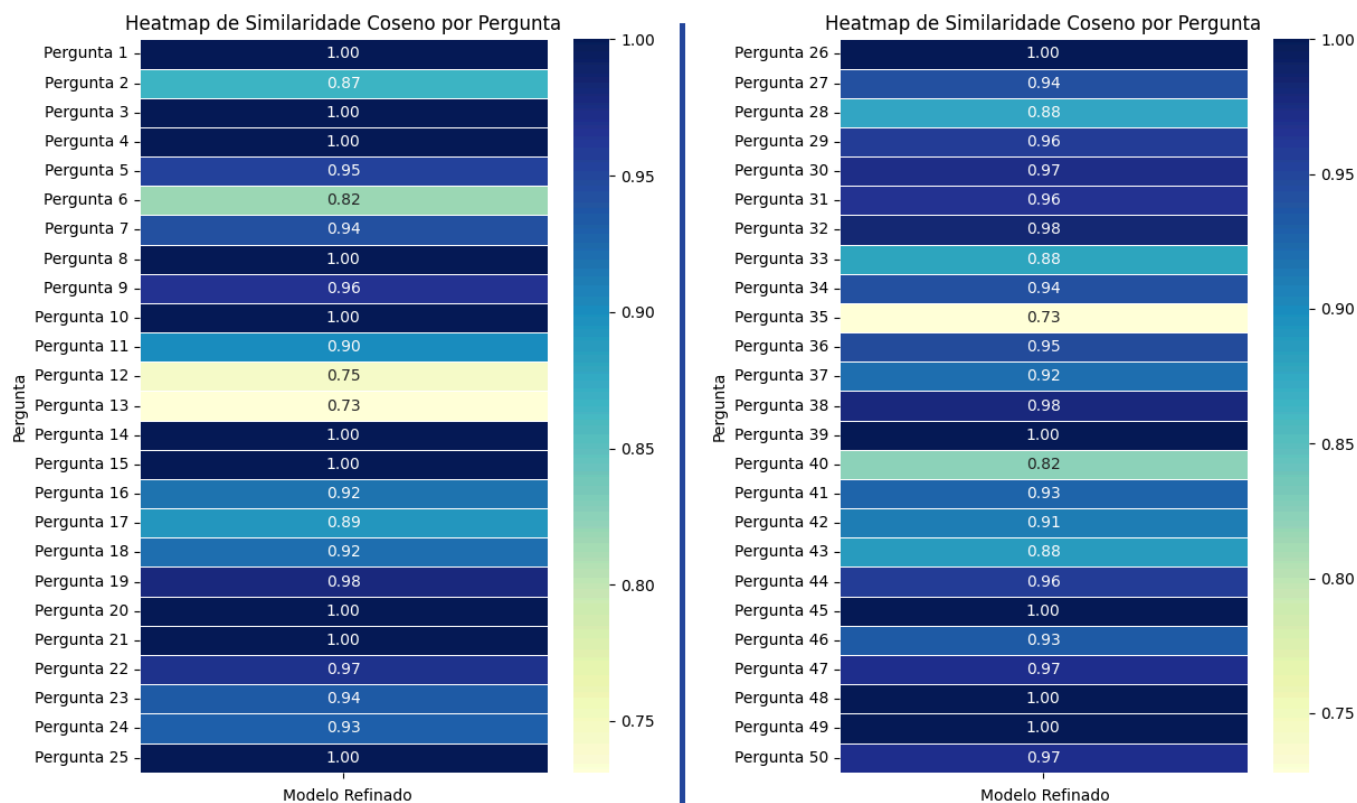 Heatmap de Similaridade Coseno por Pergunta
Pergunta 1 1.00
Pergunta 2 0.87
Pergunta 3 1.00
Pergunta 4 1.00
Pergunta 5 0.95
Pergunta 6 0.82
Pergunta 7 0.94
Pergunta 8 1.00
Pergunta 9 0.96
Pergunta 10 1.00
Pergunta 11 0.90
Pergunta 12 0.75
Pergunta 13 0.73
Pergunta 14 1.00
Pergunta 15 1.00
Pergunta 16 0.92
Pergunta 17 0.89
Pergunta 18 0.92
Pergunta 19 0.98
Pergunta 20 1.00
Pergunta 21 1.00
Pergunta 22 0.97
Pergunta 23 0.94
Pergunta 24 0.93
Pergunta 25 1.00
Pergunta
Modelo Refinado
1.00
0.95
0.90
0.85
0.80
0.75
Heatmap de Similaridade Coseno por Pergunta
Pergunta 26 1.00
Pergunta 27 0.94
Pergunta 28 0.88
Pergunta 29 0.96
Pergunta 30 0.97
Pergunta 31 0.96
Pergunta 32 0.98
Pergunta 33 0.88
Pergunta 34 0.94
Pergunta 35 0.73
Pergunta 36 0.95
Pergunta 37 0.92
Pergunta 38 0.98
Pergunta 39 1.00
Pergunta 40 0.82
Pergunta 41 0.93
Pergunta 42 0.91
Pergunta 43 0.88
Pergunta 44 0.96
Pergunta 45 1.00
Pergunta 46 0.93
Pergunta 47 0.97
Pergunta 48 1.00
Pergunta 49 1.00
Pergunta 50 0.97
Pergunta
Modelo Refinado
1.00
0.95
0.90
0.85
0.80
0.75